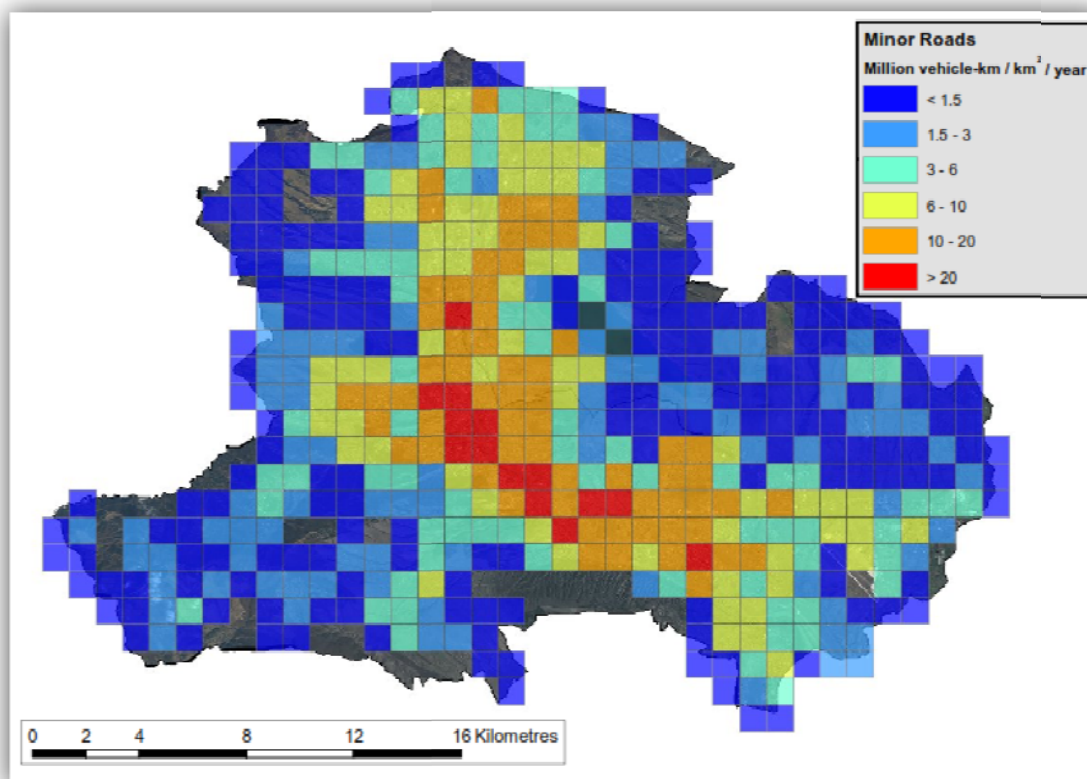 Minor Roads
Million vehicle-km / km² / year
< 1.5
1.5 - 3
3 - 6
6 - 10
10 - 20
> 20
0 2 4 8 12 16 Kilometres